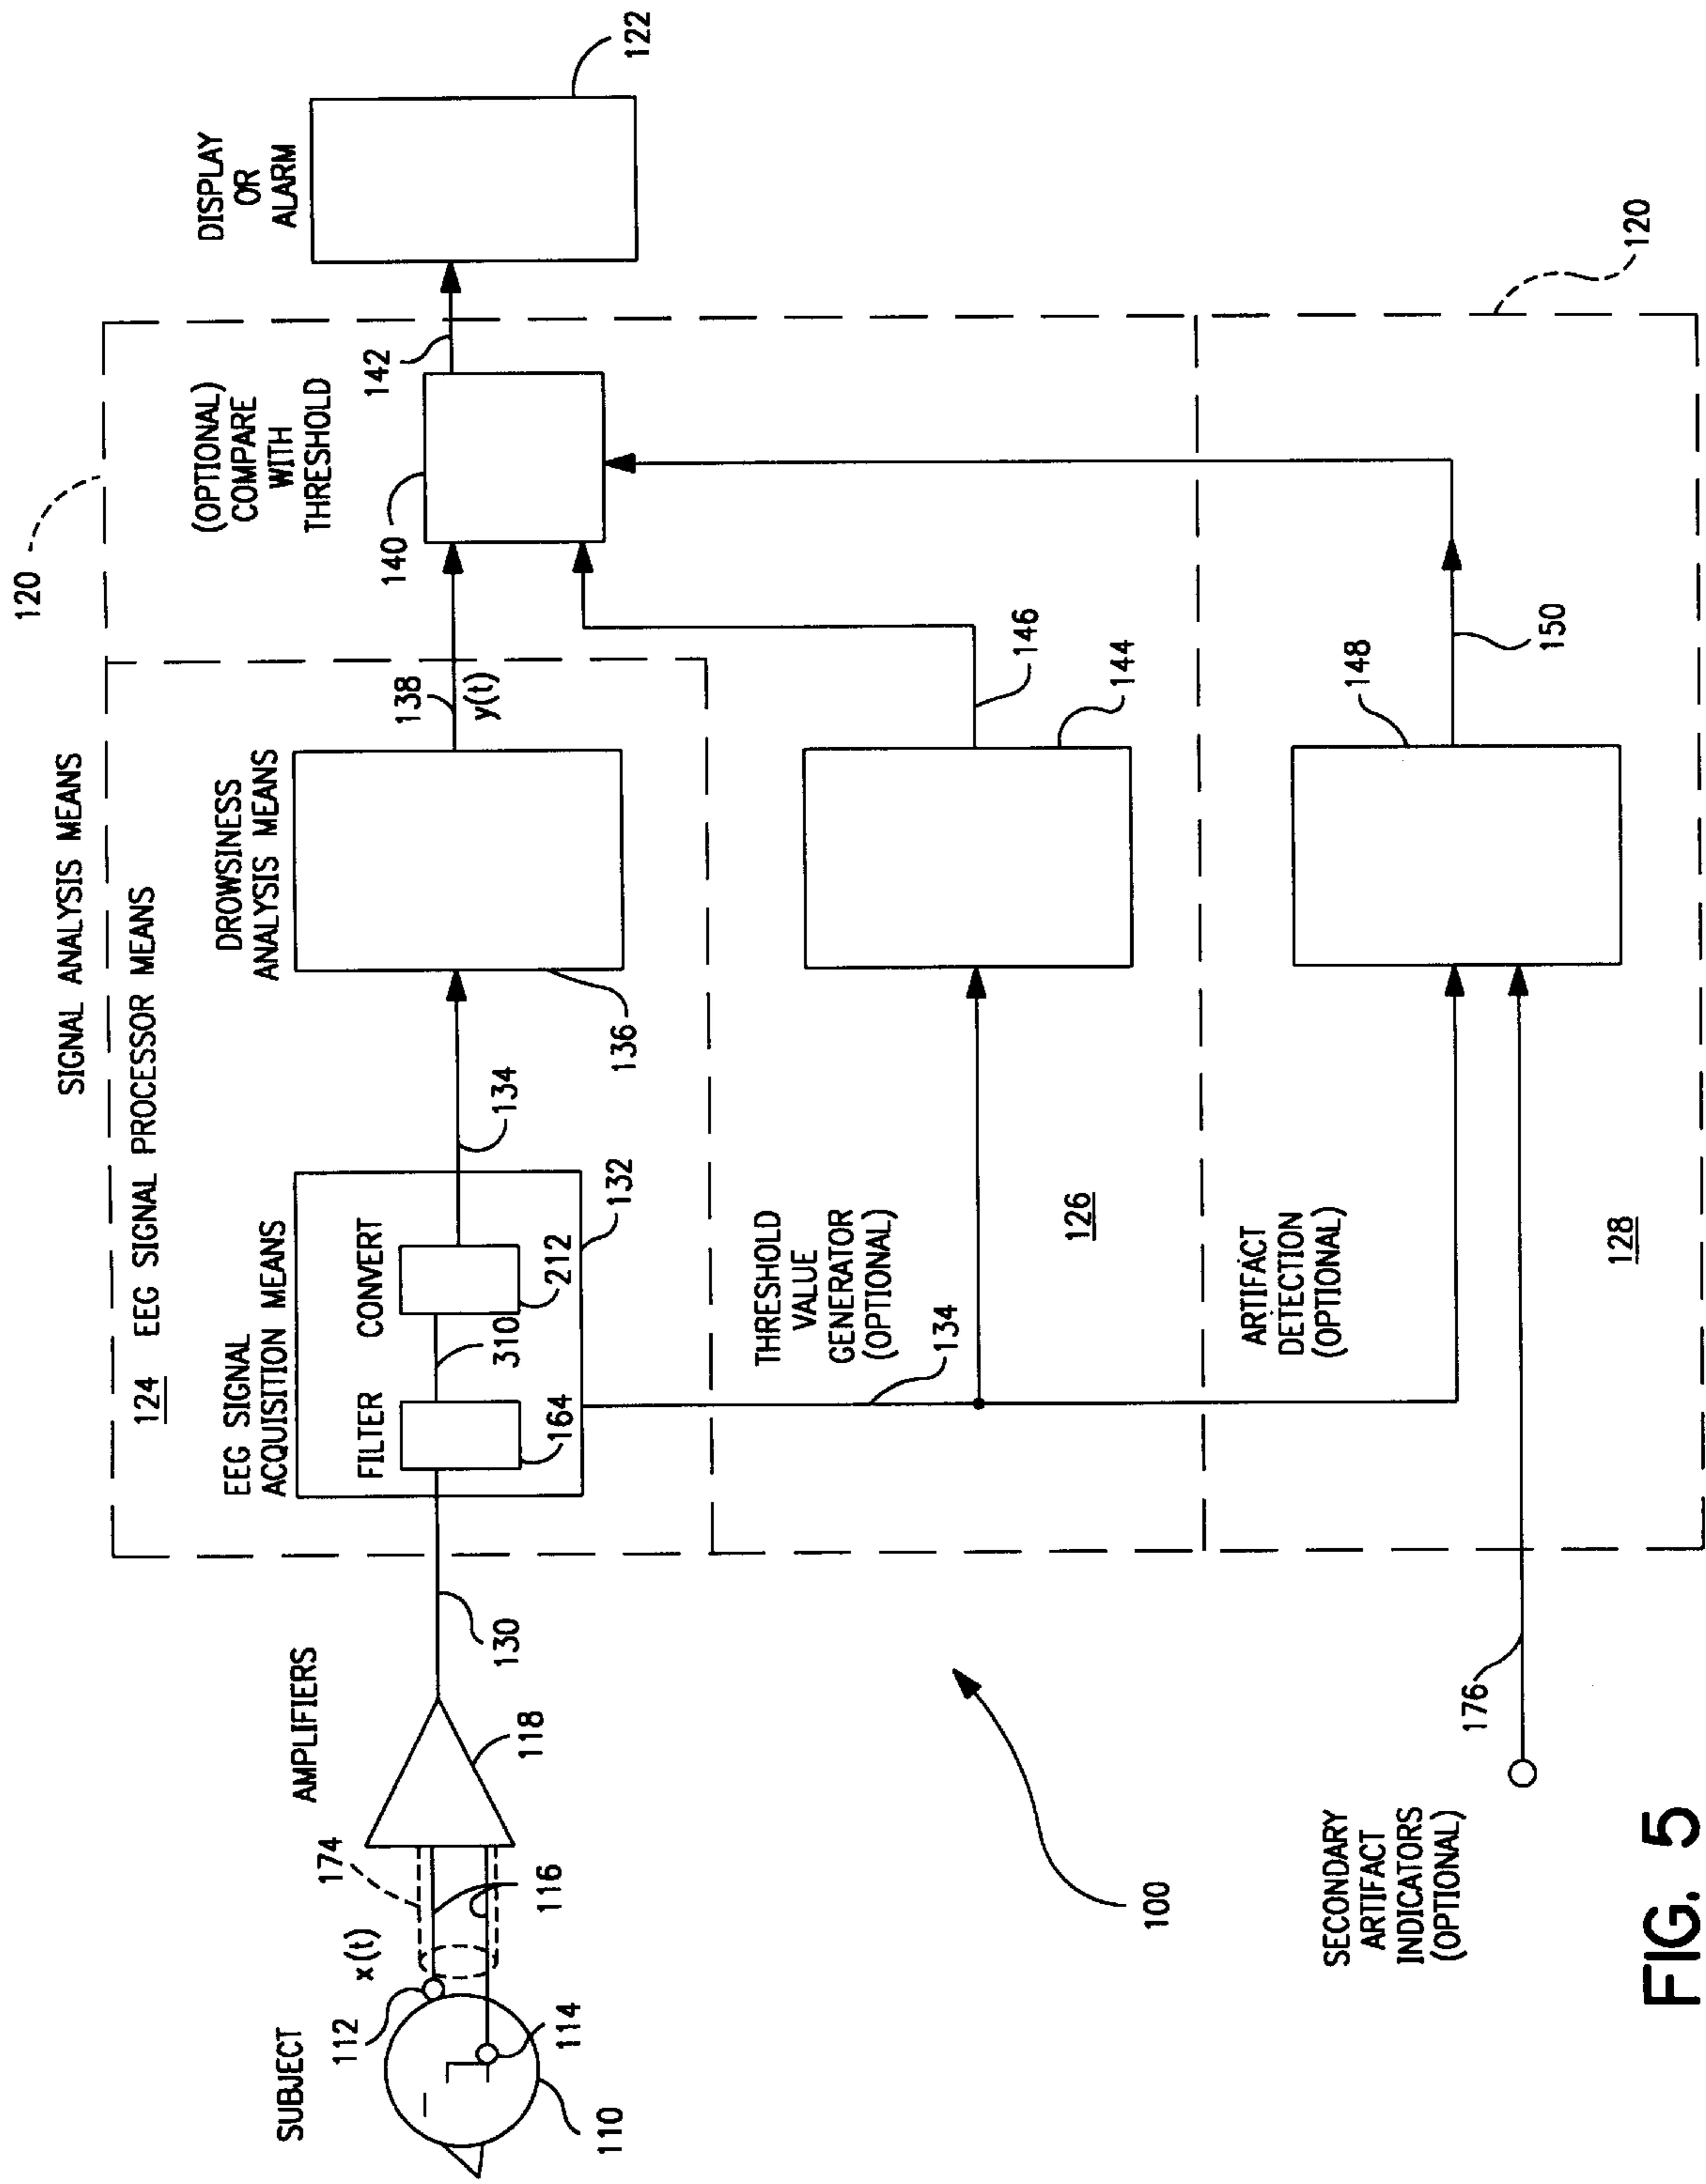 120
SIGNAL ANALYSIS MEANS
124 EEG SIGNAL PROCESSOR MEANS
SUBJECT
112
x(t)
174
AMPLIFIERS
110
114
116
118
130
EEG SIGNAL
ACQUISITION MEANS
FILTER
CONVERT
164
310
212
132
134
DROWSINESS
ANALYSIS MEANS
136
138
y(t)
(OPTIONAL)
COMPARE
WITH
THRESHOLD
140
142
DISPLAY
OR
ALARM
122
THRESHOLD
VALUE
GENERATOR
(OPTIONAL)
134
126
144
146
100
SECONDARY
ARTIFACT
INDICATORS
(OPTIONAL)
176
ARTIFACT
DETECTION
(OPTIONAL)
128
148
150
120
FIG. 5